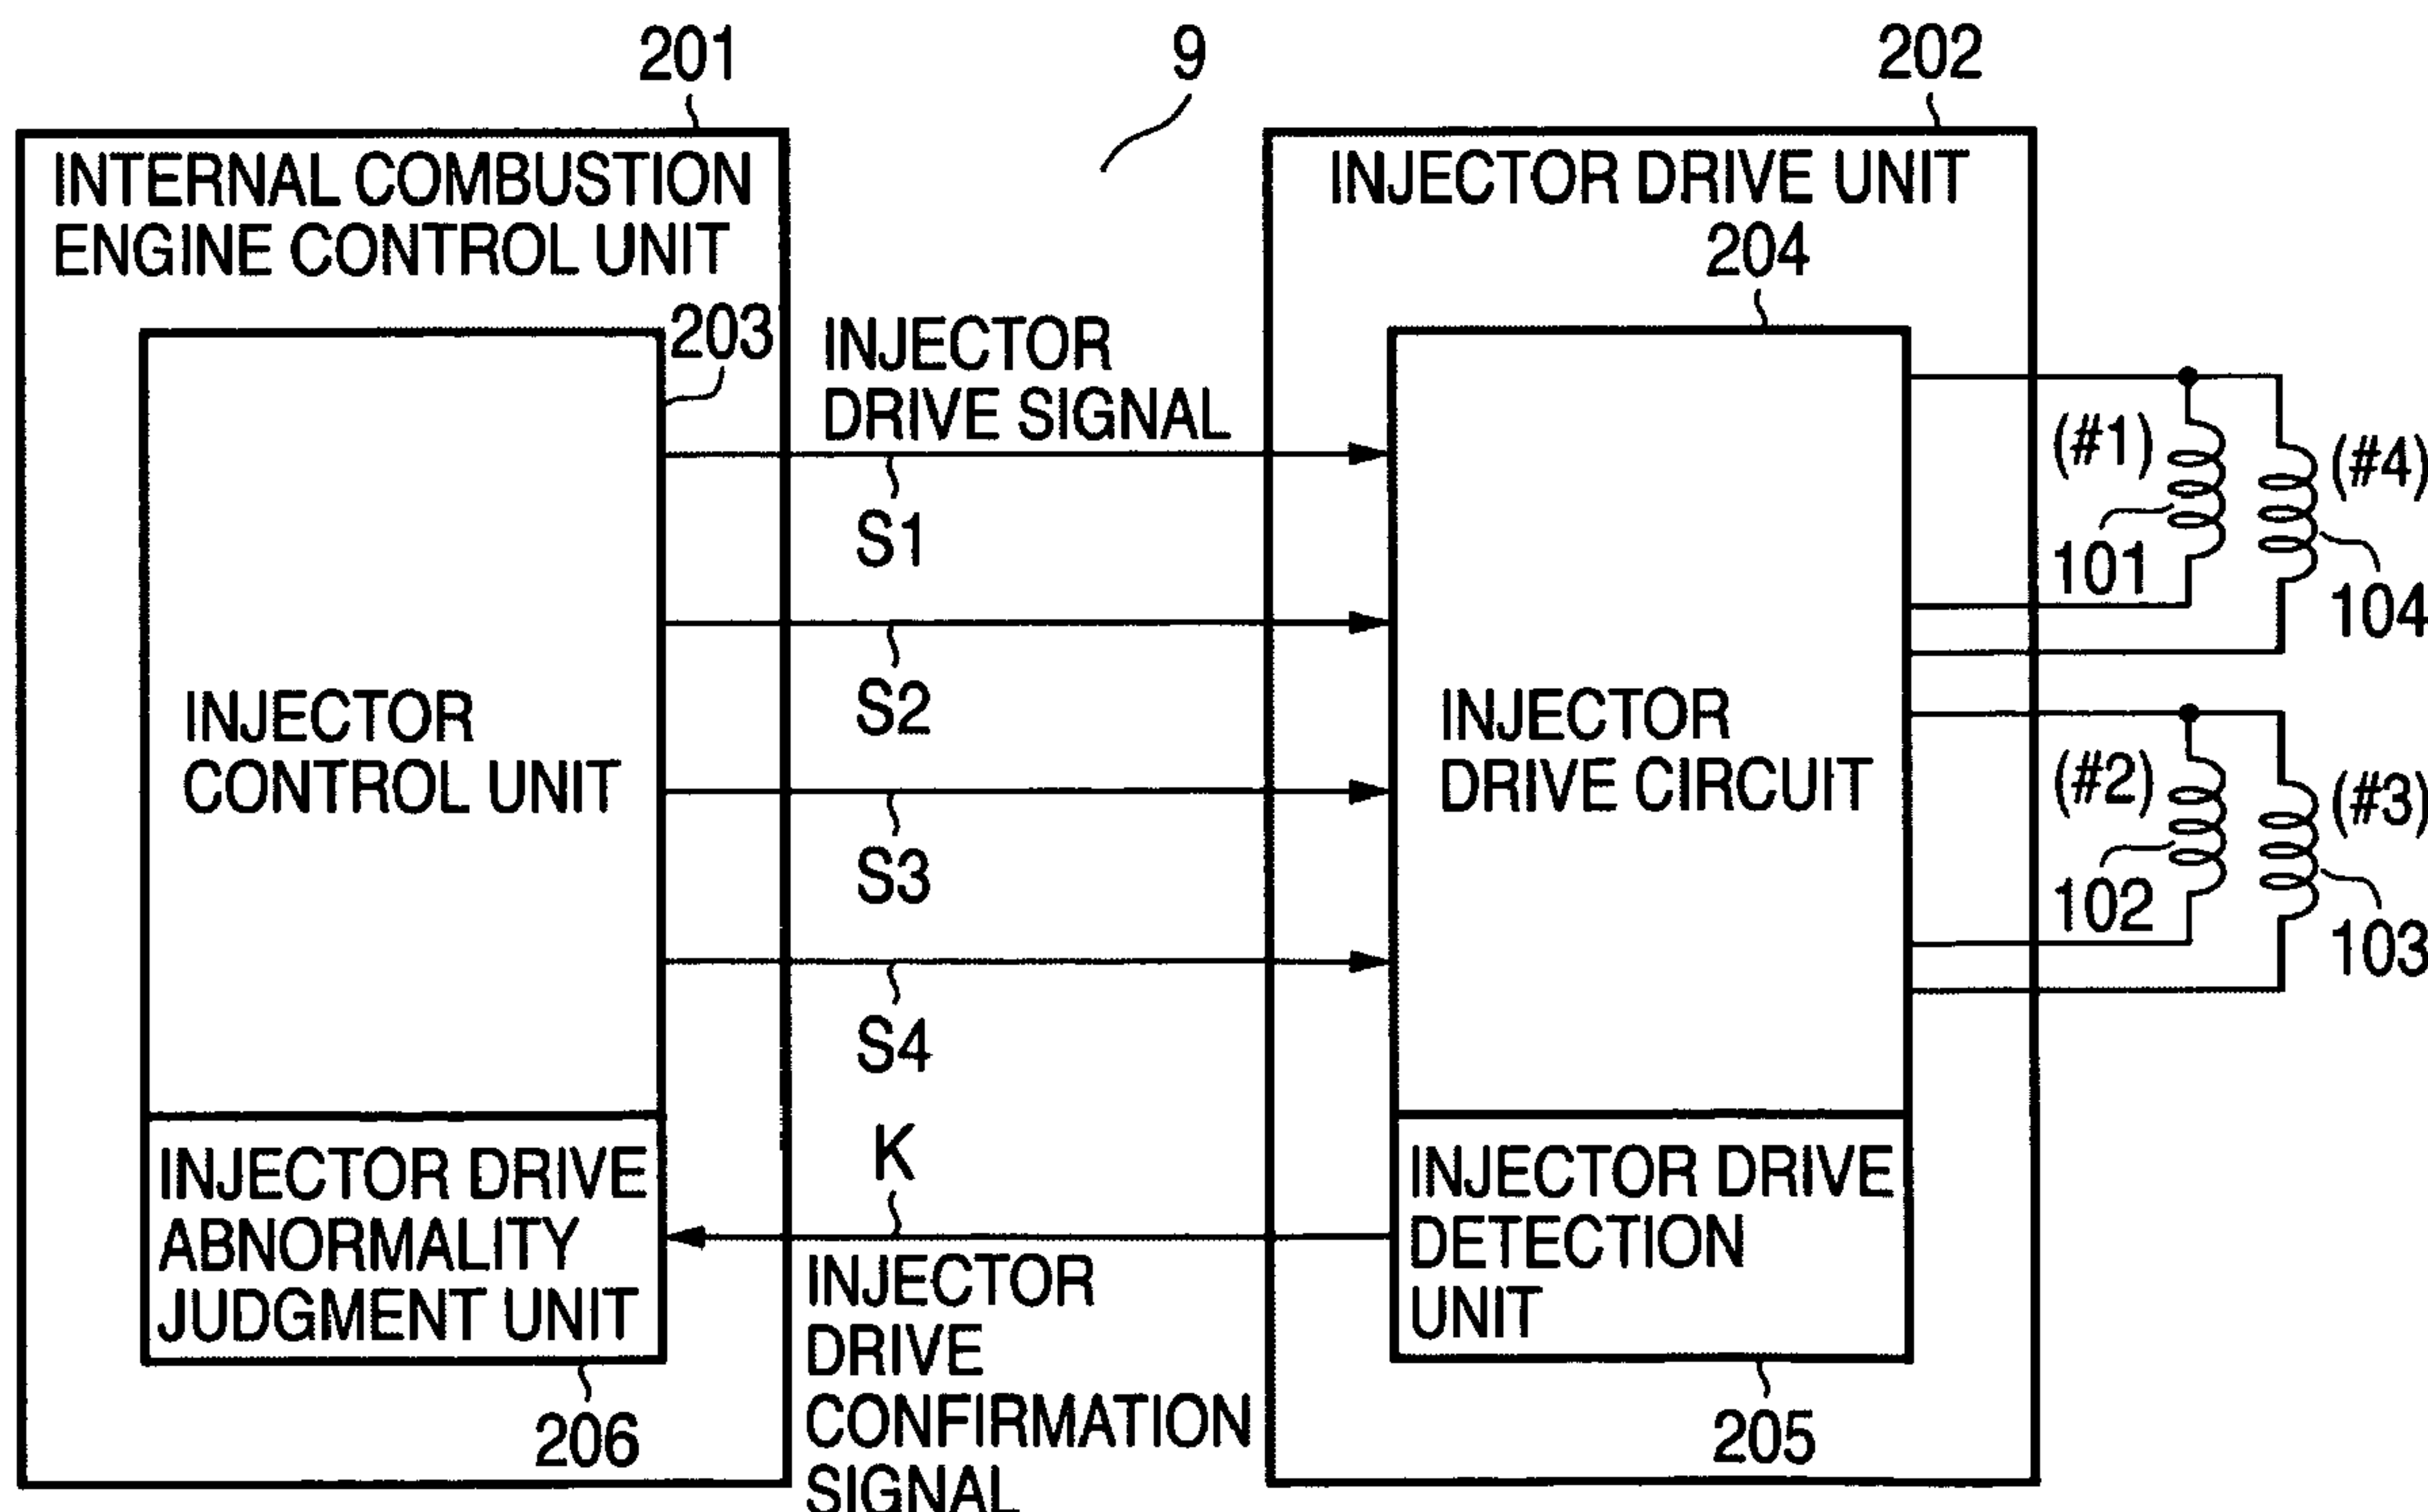 201
9
202
INTERNAL COMBUSTION
ENGINE CONTROL UNIT
INJECTOR DRIVE UNIT
204
203
INJECTOR
DRIVE SIGNAL
S1
S2
S3
S4
INJECTOR
CONTROL UNIT
INJECTOR
DRIVE CIRCUIT
(#1)
101
(#4)
104
(#2)
102
(#3)
103
INJECTOR DRIVE
ABNORMALITY
JUDGMENT UNIT
K
INJECTOR
DRIVE
CONFIRMATION
SIGNAL
INJECTOR DRIVE
DETECTION
UNIT
206
205